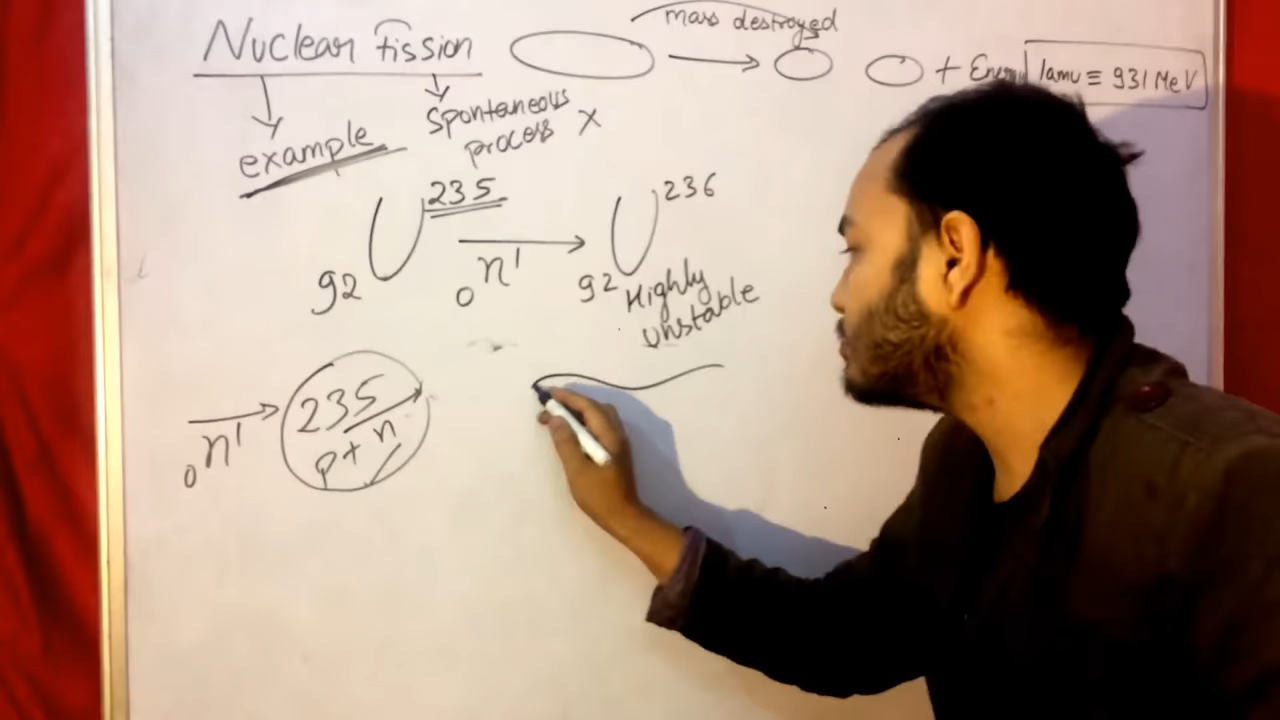 mass destroyed
Nuclear fission
+ Energy 1amu ≡ 931 MeV
example
Spontaneous
process ×
92 U 235
0 n 1
92 U 236
Highly
unstable
0 n 1
235
p + n